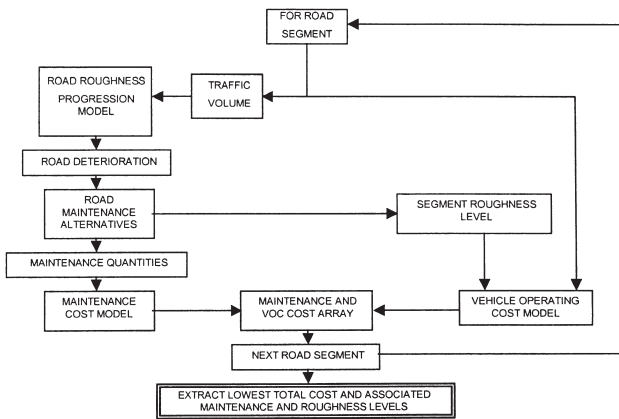 FOR ROAD
SEGMENT
ROAD ROUGHNESS
PROGRESSION
MODEL
TRAFFIC
VOLUME
ROAD DETERIORATION
ROAD
MAINTENANCE
ALTERNATIVES
SEGMENT ROUGHNESS
LEVEL
MAINTENANCE QUANTITIES
MAINTENANCE
COST MODEL
MAINTENANCE AND
VOC COST ARRAY
VEHICLE OPERATING
COST MODEL
NEXT ROAD SEGMENT
EXTRACT LOWEST TOTAL COST AND ASSOCIATED
MAINTENANCE AND ROUGHNESS LEVELS